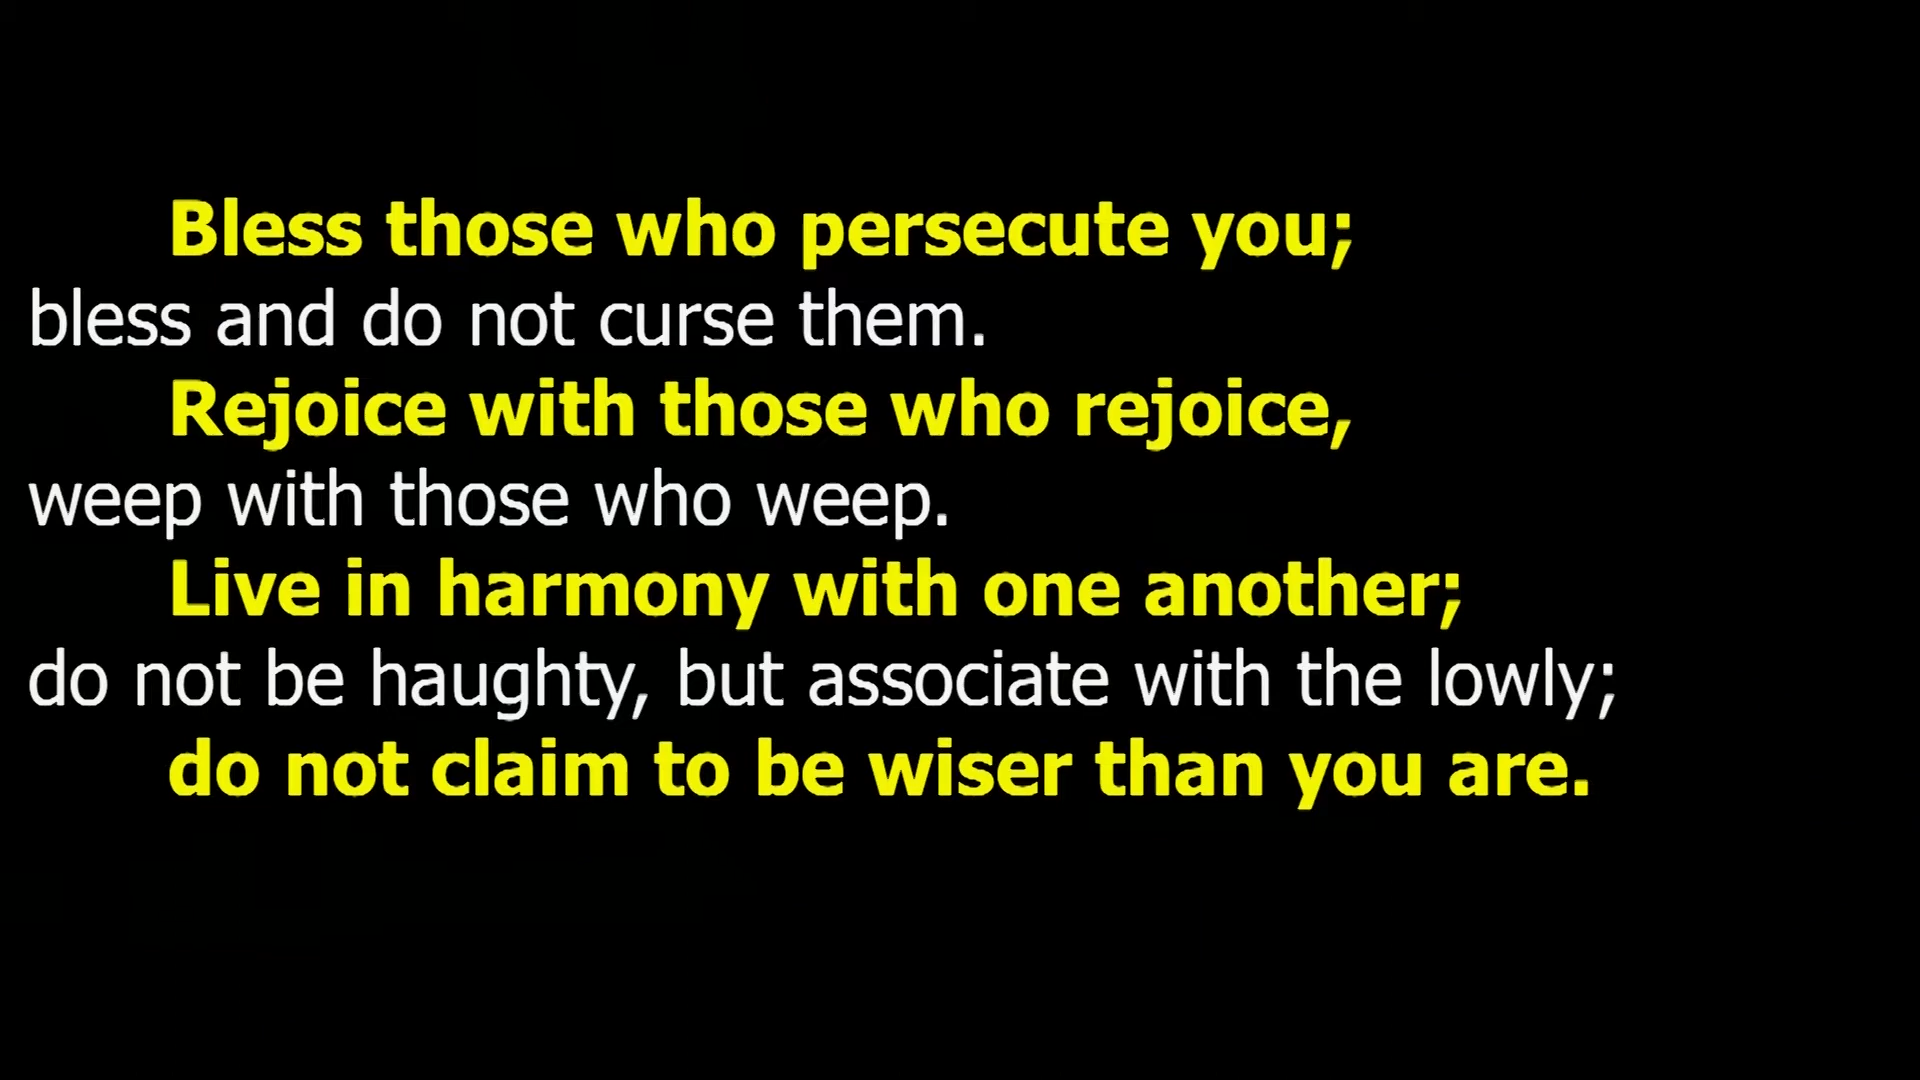 Bless those who persecute you;
bless and do not curse them.
Rejoice with those who rejoice,
weep with those who weep.
Live in harmony with one another;
do not be haughty, but associate with the lowly;
do not claim to be wiser than you are.